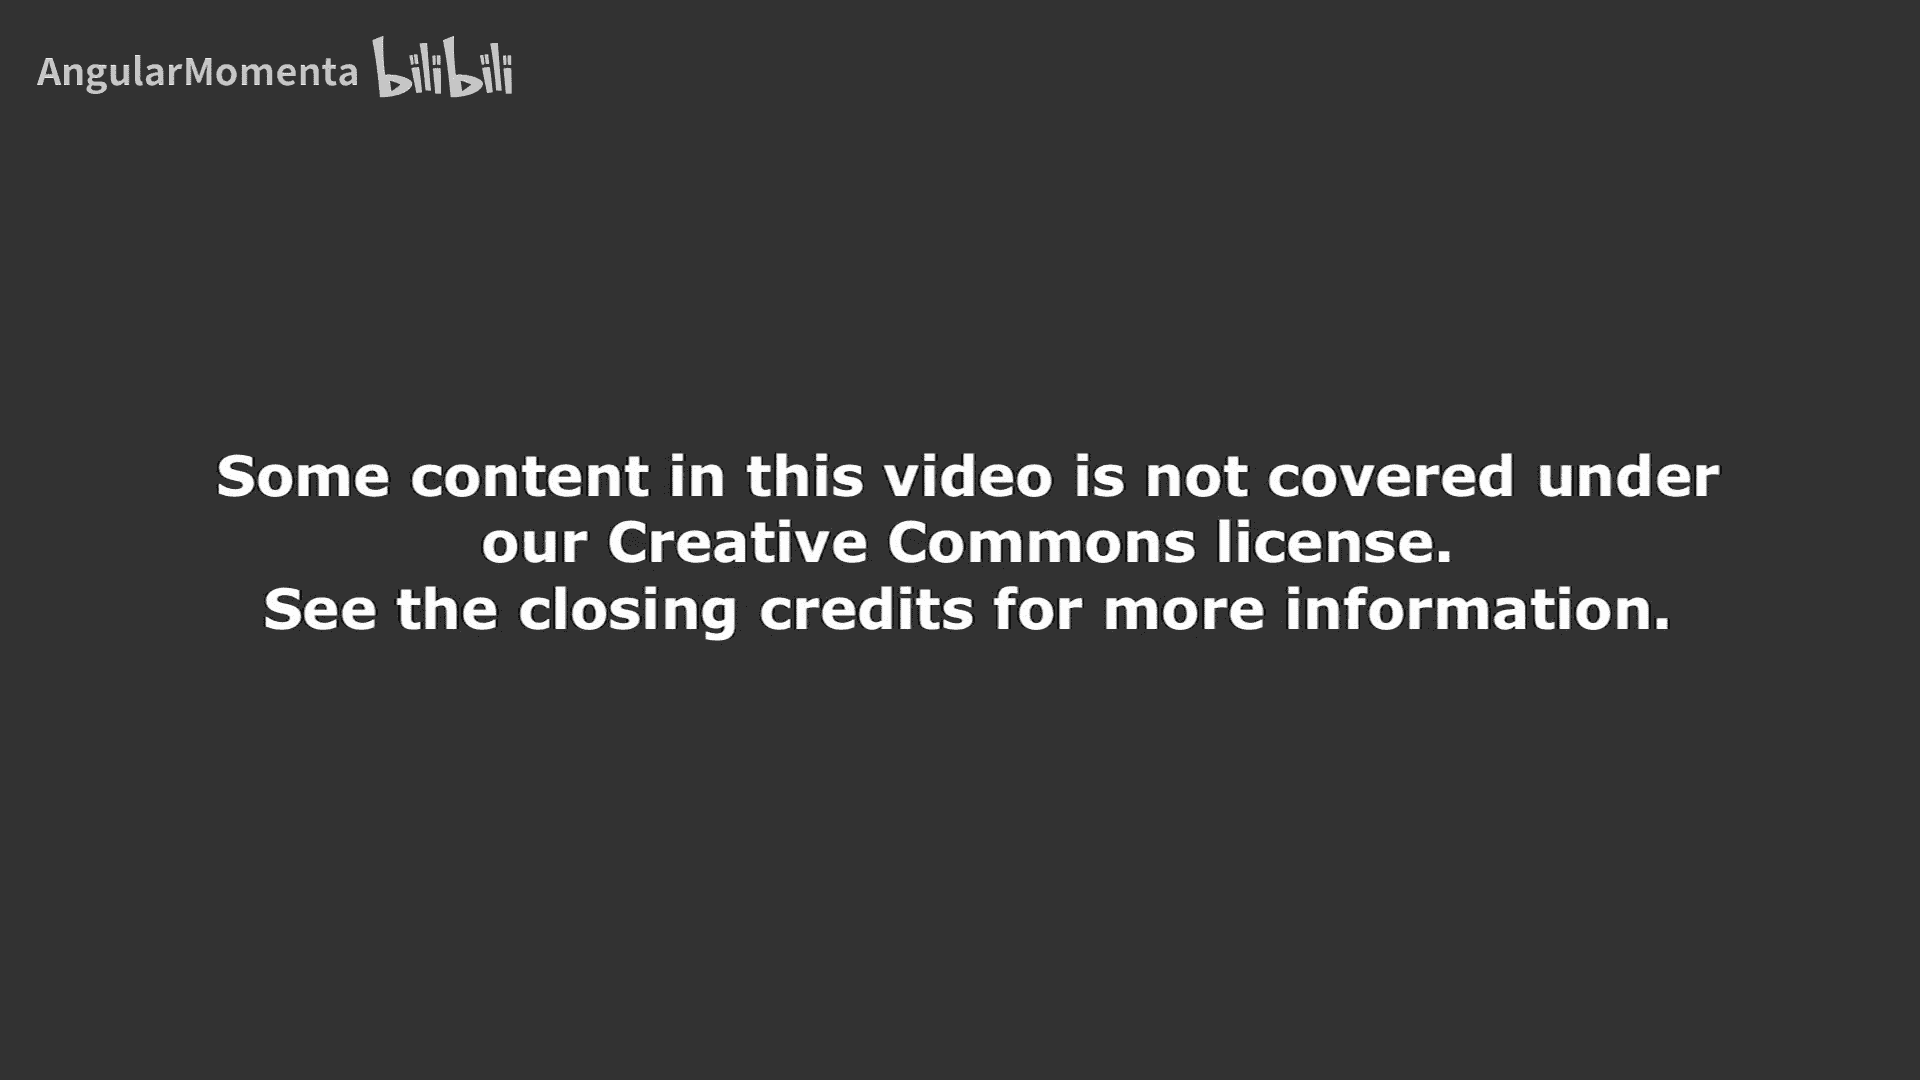 AngularMomenta bilibili
Some content in this video is not covered under
our Creative Commons license.
See the closing credits for more information.